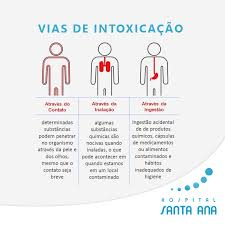 VIAS DE INTOXICAÇÃO
Através do
Contato
determinadas
substâncias
podem penetrar
no organismo
através da pele e
dos olhos,
mesmo que o
contato seja
breve
Através da
Inalação
algumas
substâncias
são nocivas
quando
inaladas, o que
pode acontecer em
quando estamos
em um local
contaminado
Através da
Ingestão
Ingestão acidental
de de produtos
químicos, cápsulas
de medicamentos
ou alimentos
contaminados e
hábitos
inadequados de
higiene
HOSPITAL
SANTA ANA